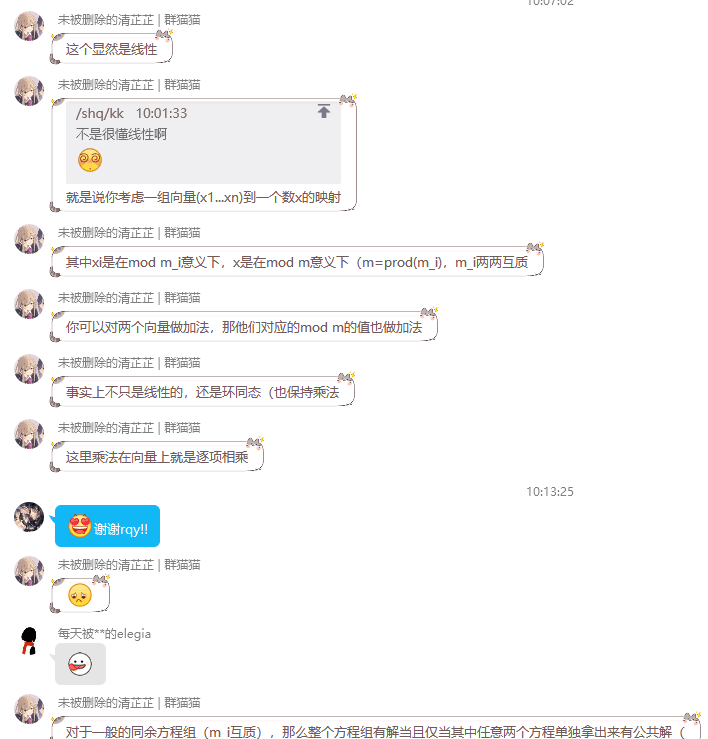 10:07:02
未被删除的清芷芷 | 群猫猫
这个显然是线性
未被删除的清芷芷 | 群猫猫
/shq/kk 10:01:33
不是很懂线性啊
就是说你考虑一组向量(x1...xn)到一个数x的映射
未被删除的清芷芷 | 群猫猫
其中xi是在mod m_i意义下，x是在mod m意义下（m=prod(m_i)，m_i两两互质
未被删除的清芷芷 | 群猫猫
你可以对两个向量做加法，那他们对应的mod m的值也做加法
未被删除的清芷芷 | 群猫猫
事实上不只是线性的，还是环同态（也保持乘法
未被删除的清芷芷 | 群猫猫
这里乘法在向量上就是逐项相乘
10:13:25
谢谢rqy!!
未被删除的清芷芷 | 群猫猫
每天被**的elegia
未被删除的清芷芷 | 群猫猫
对于一般的同余方程组（m_i互质），那么整个方程组有解当且仅当其中任意两个方程单独拿出来有公共解（